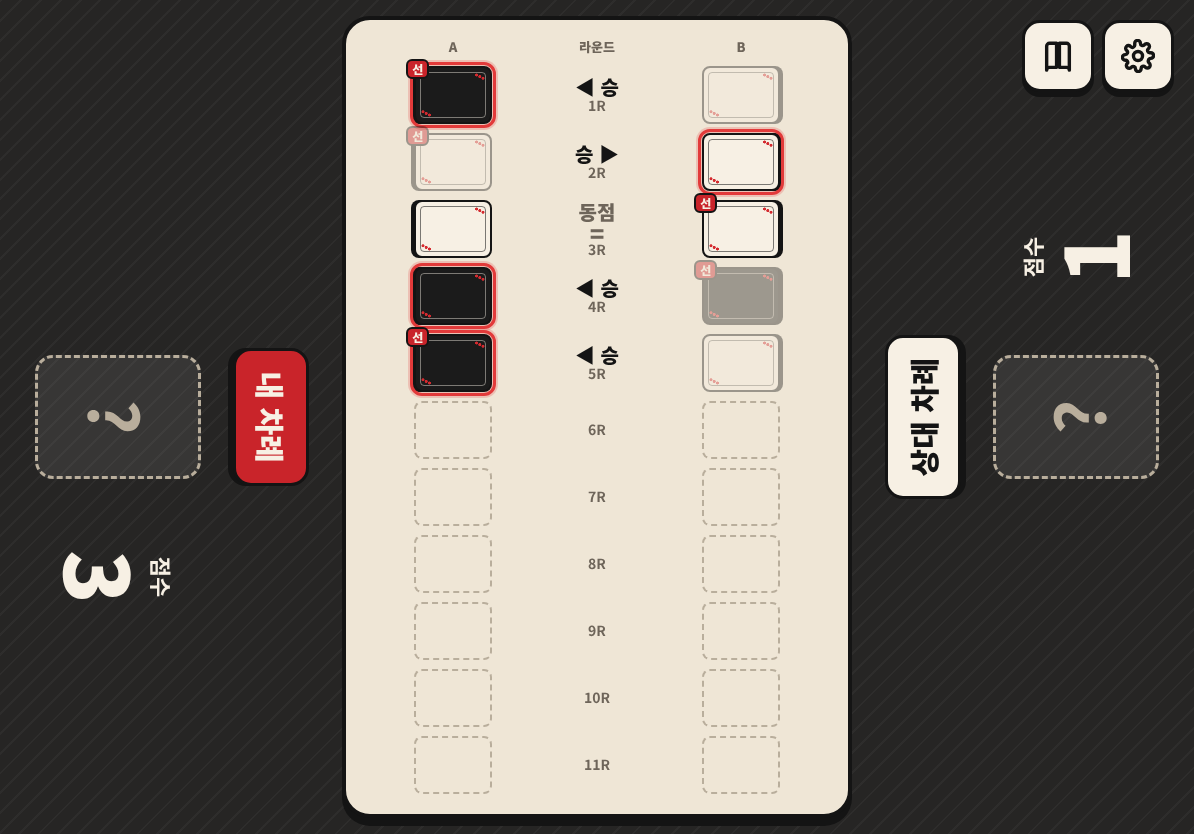 A 라운드 B
선
◀ 승
1R
선
승 ▶
2R
동점
=
3R
선
◀ 승
4R
선
선
◀ 승
5R
6R
7R
8R
9R
10R
11R
?
내 차례
3
점수
점수
1
상대 차례
?